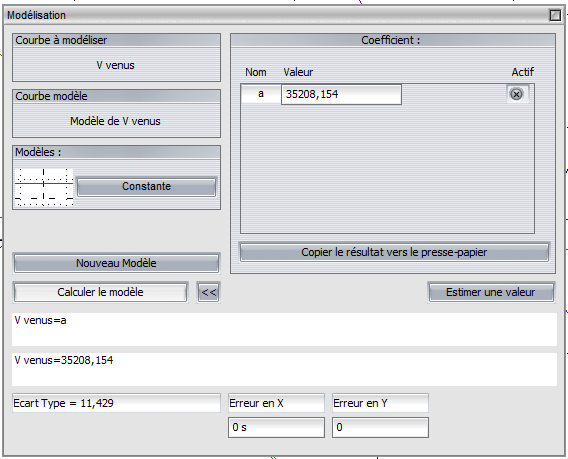 Modélisation
Courbe à modéliser
V venus
Courbe modèle
Modèle de V venus
Modèles :
Constante
Coefficient :
Nom Valeur Actif
a 35208,154
Copier le résultat vers le presse-papier
Nouveau Modèle
Calculer le modèle << Estimer une valeur
V venus=a
V venus=35208,154
Ecart Type = 11,429 Erreur en X Erreur en Y
0 s 0